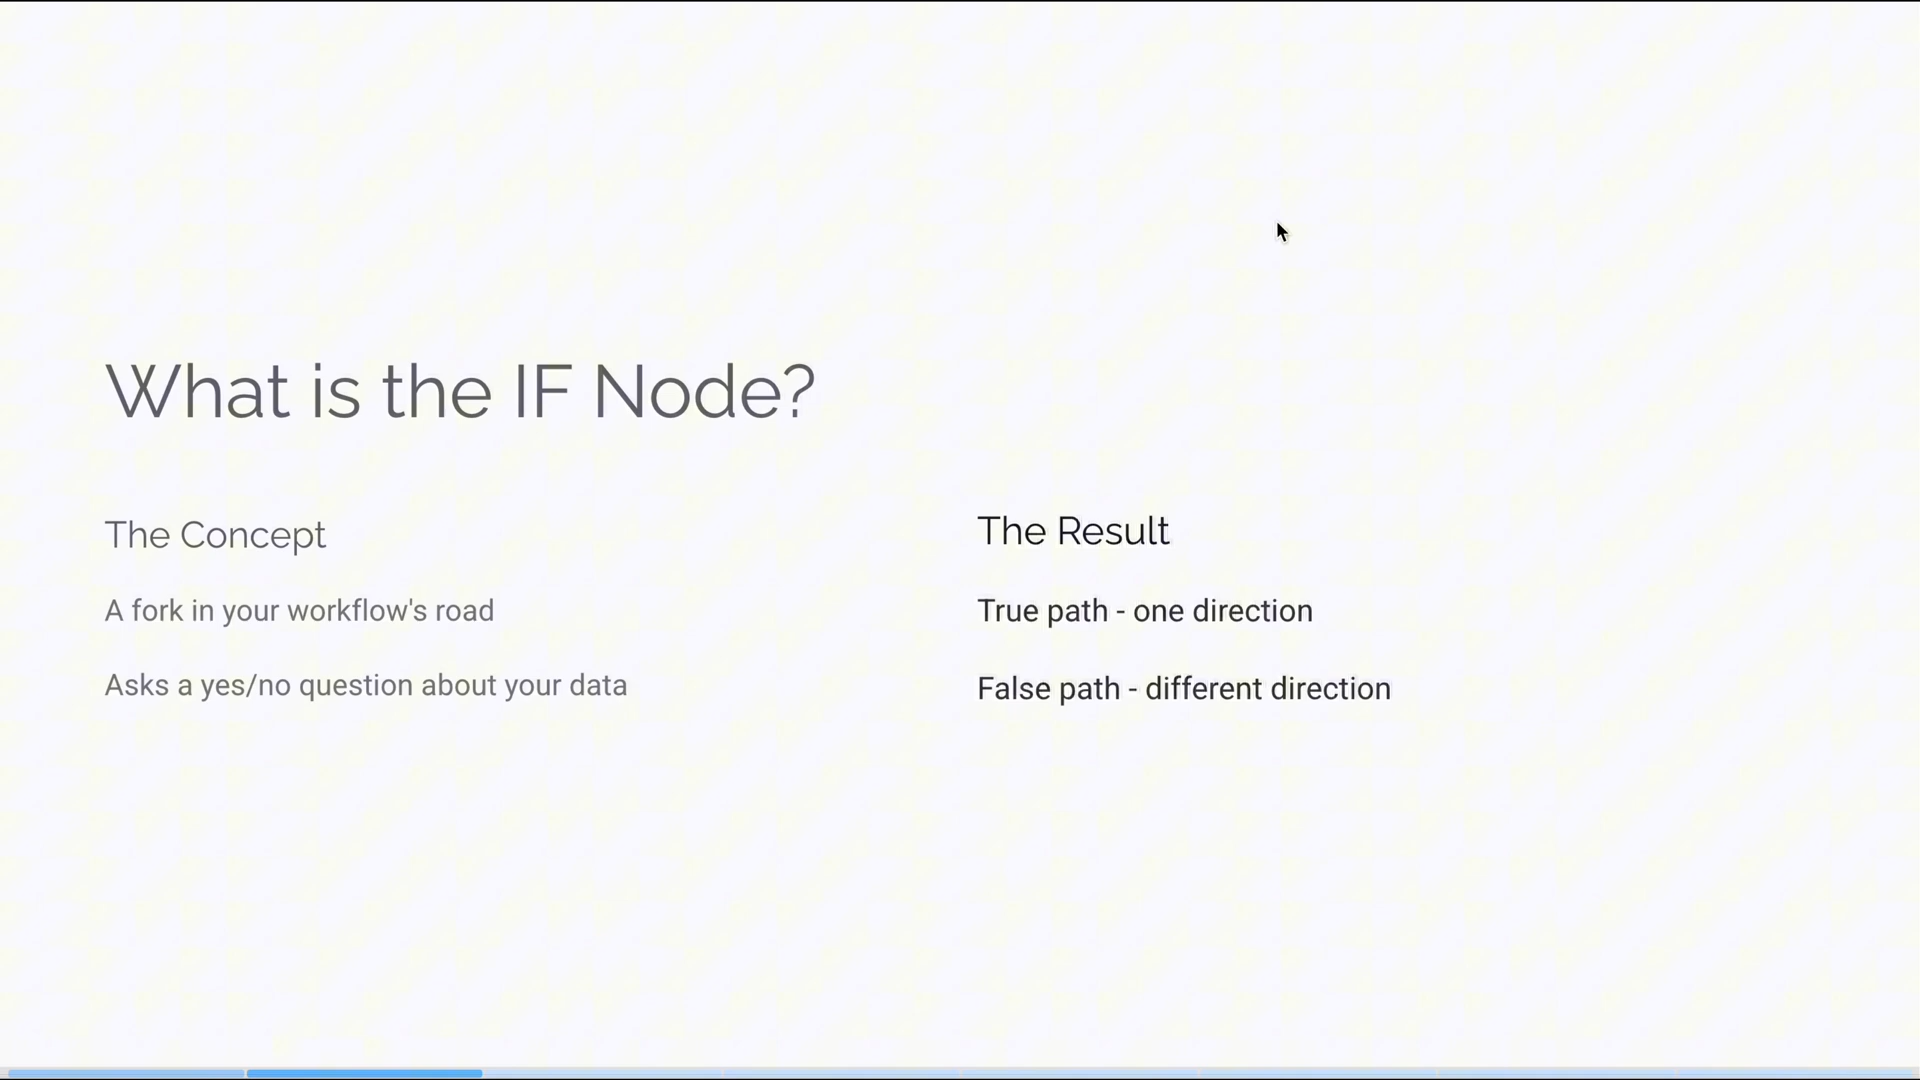 What is the IF Node?
The Concept
A fork in your workflow's road
Asks a yes/no question about your data
The Result
True path - one direction
False path - different direction